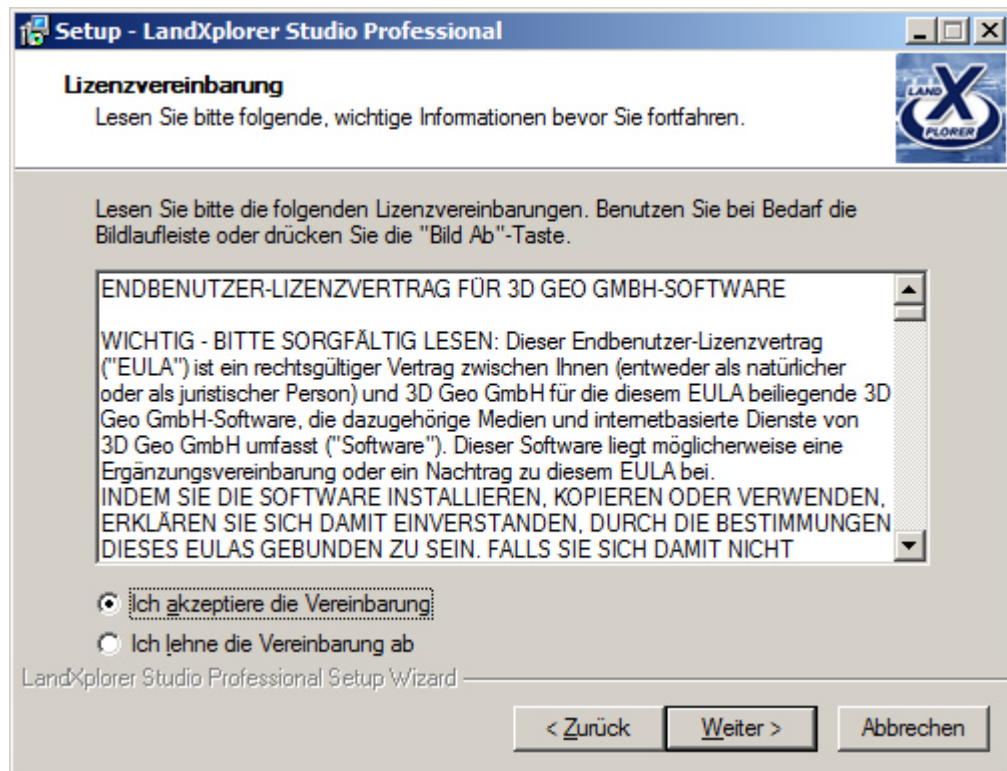 Setup - LandXplorer Studio Professional
Lizenzvereinbarung
Lesen Sie bitte folgende, wichtige Informationen bevor Sie fortfahren.
LAND
X
PLORER
Lesen Sie bitte die folgenden Lizenzvereinbarungen. Benutzen Sie bei Bedarf die
Bildlaufleiste oder drücken Sie die "Bild Ab"-Taste.
ENDBENUTZER-LIZENZVERTRAG FÜR 3D GEO GMBH-SOFTWARE
WICHTIG - BITTE SORGFÄLTIG LESEN: Dieser Endbenutzer-Lizenzvertrag
("EULA") ist ein rechtsgültiger Vertrag zwischen Ihnen (entweder als natürlicher
oder als juristischer Person) und 3D Geo GmbH für die diesem EULA beiliegende 3D
Geo GmbH-Software, die dazugehörige Medien und internetbasierte Dienste von
3D Geo GmbH umfasst ("Software"). Dieser Software liegt möglicherweise eine
Ergänzungsvereinbarung oder ein Nachtrag zu diesem EULA bei.
INDEM SIE DIE SOFTWARE INSTALLIEREN, KOPIEREN ODER VERWENDEN,
ERKLÄREN SIE SICH DAMIT EINVERSTANDEN, DURCH DIE BESTIMMUNGEN
DIESES EULAS GEBUNDEN ZU SEIN. FALLS SIE SICH DAMIT NICHT
Ich akzeptiere die Vereinbarung
Ich lehne die Vereinbarung ab
LandXplorer Studio Professional Setup Wizard
< Zurück
Weiter >
Abbrechen